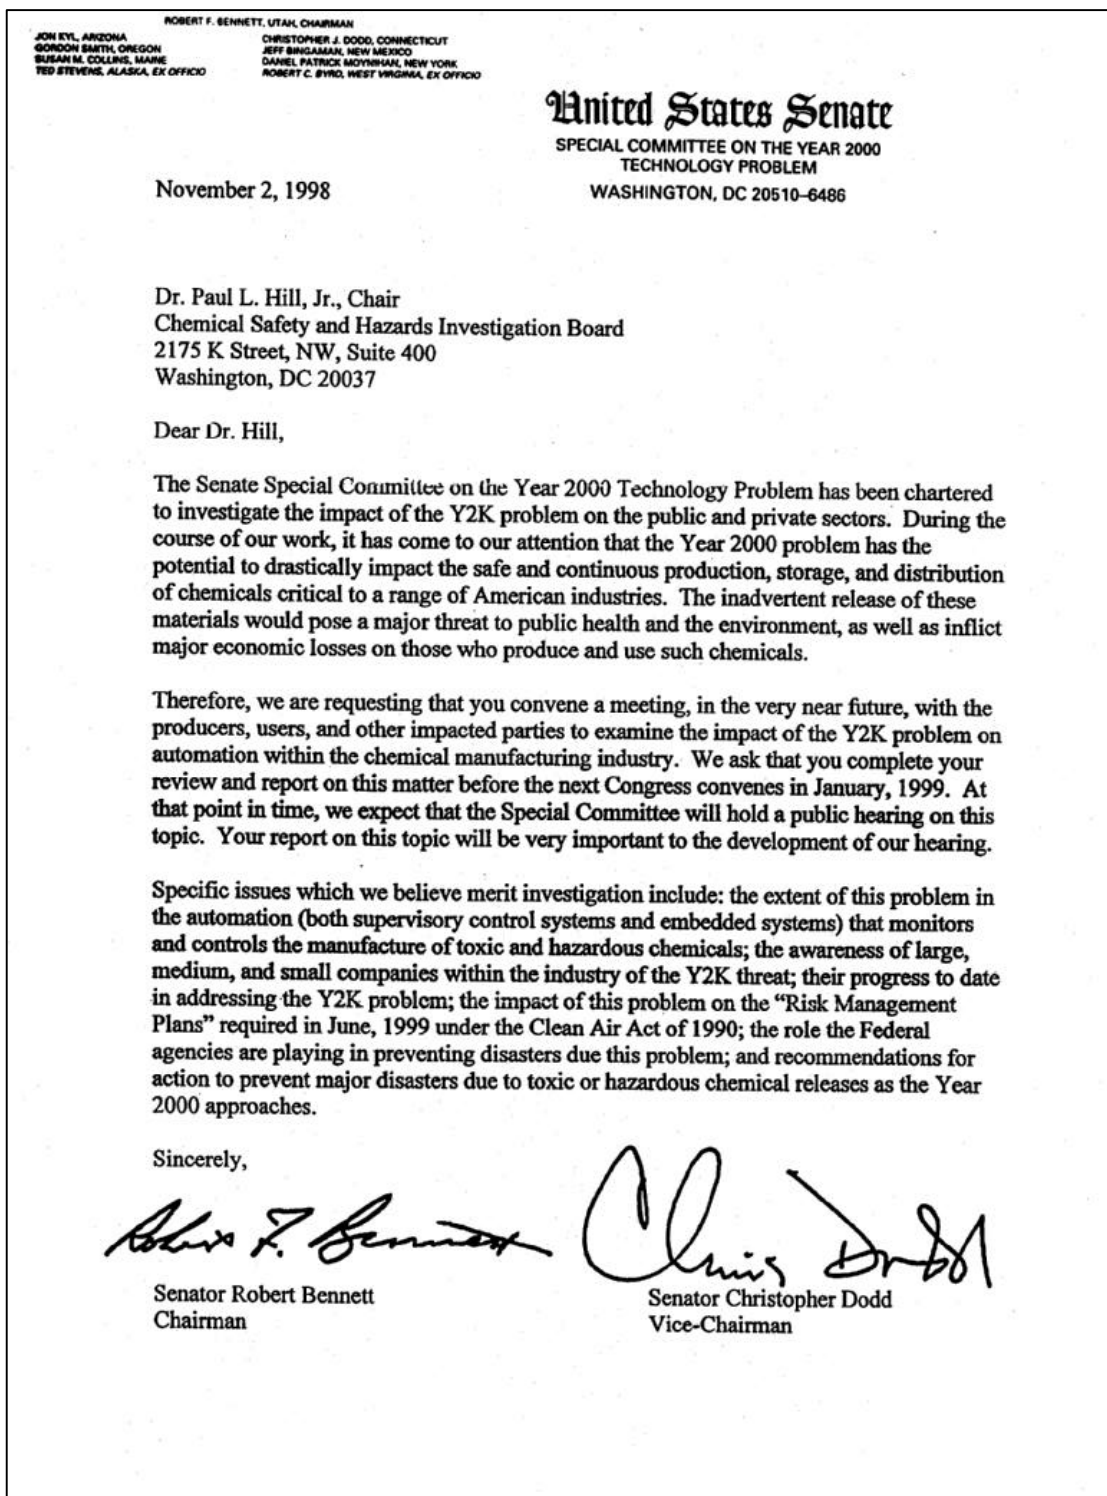 ROBERT F. BENNETT, UTAH, CHAIRMAN
JON KYL, ARIZONA
GORDON SMITH, OREGON
SUSAN M. COLLINS, MAINE
TED STEVENS, ALASKA, EX OFFICIO
CHRISTOPHER J. DODD, CONNECTICUT
JEFF BINGAMAN, NEW MEXICO
DANIEL PATRICK MOYNIHAN, NEW YORK
ROBERT C. BYRD, WEST VIRGINIA, EX OFFICIO
United States Senate
SPECIAL COMMITTEE ON THE YEAR 2000
TECHNOLOGY PROBLEM
WASHINGTON, DC 20510–6486
November 2, 1998
Dr. Paul L. Hill, Jr., Chair
Chemical Safety and Hazards Investigation Board
2175 K Street, NW, Suite 400
Washington, DC 20037
Dear Dr. Hill,
The Senate Special Committee on the Year 2000 Technology Problem has been chartered
to investigate the impact of the Y2K problem on the public and private sectors.  During the
course of our work, it has come to our attention that the Year 2000 problem has the
potential to drastically impact the safe and continuous production, storage, and distribution
of chemicals critical to a range of American industries.  The inadvertent release of these
materials would pose a major threat to public health and the environment, as well as inflict
major economic losses on those who produce and use such chemicals.
Therefore, we are requesting that you convene a meeting, in the very near future, with the
producers, users, and other impacted parties to examine the impact of the Y2K problem on
automation within the chemical manufacturing industry.  We ask that you complete your
review and report on this matter before the next Congress convenes in January, 1999.  At
that point in time, we expect that the Special Committee will hold a public hearing on this
topic.  Your report on this topic will be very important to the development of our hearing.
Specific issues which we believe merit investigation include: the extent of this problem in
the automation (both supervisory control systems and embedded systems) that monitors
and controls the manufacture of toxic and hazardous chemicals; the awareness of large,
medium, and small companies within the industry of the Y2K threat; their progress to date
in addressing the Y2K problem; the impact of this problem on the “Risk Management
Plans” required in June, 1999 under the Clean Air Act of 1990; the role the Federal
agencies are playing in preventing disasters due this problem; and recommendations for
action to prevent major disasters due to toxic or hazardous chemical releases as the Year
2000 approaches.
Sincerely,
Robert F. Bennett
Chris Dodd
Senator Robert Bennett
Chairman
Senator Christopher Dodd
Vice-Chairman